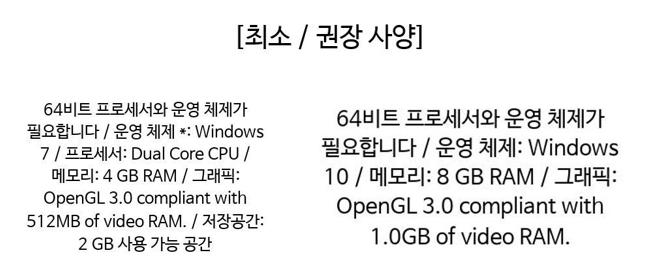 [최소 / 권장 사양]
64비트 프로세서와 운영 체제가
필요합니다 / 운영 체제 *: Windows
7 / 프로세서: Dual Core CPU /
메모리: 4 GB RAM / 그래픽:
OpenGL 3.0 compliant with
512MB of video RAM. / 저장공간:
2 GB 사용 가능 공간
64비트 프로세서와 운영 체제가
필요합니다 / 운영 체제: Windows
10 / 메모리: 8 GB RAM / 그래픽:
OpenGL 3.0 compliant with
1.0GB of video RAM.